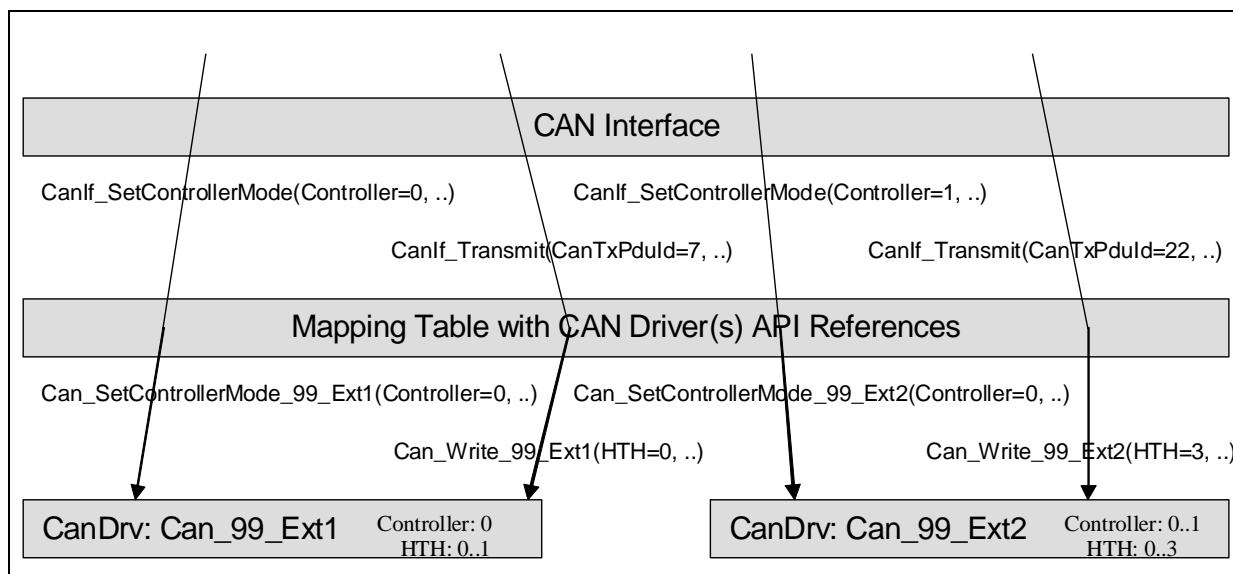 CAN Interface
CanIf_SetControllerMode(Controller=0, ..)
CanIf_SetControllerMode(Controller=1, ..)
CanIf_Transmit(CanTxPduId=7, ..)
CanIf_Transmit(CanTxPduId=22, ..)
Mapping Table with CAN Driver(s) API References
Can_SetControllerMode_99_Ext1(Controller=0, ..)
Can_SetControllerMode_99_Ext2(Controller=0, ..)
Can_Write_99_Ext1(HTH=0, ..)
Can_Write_99_Ext2(HTH=3, ..)
CanDrv: Can_99_Ext1
Controller: 0
HTH: 0..1
CanDrv: Can_99_Ext2
Controller: 0..1
HTH: 0..3